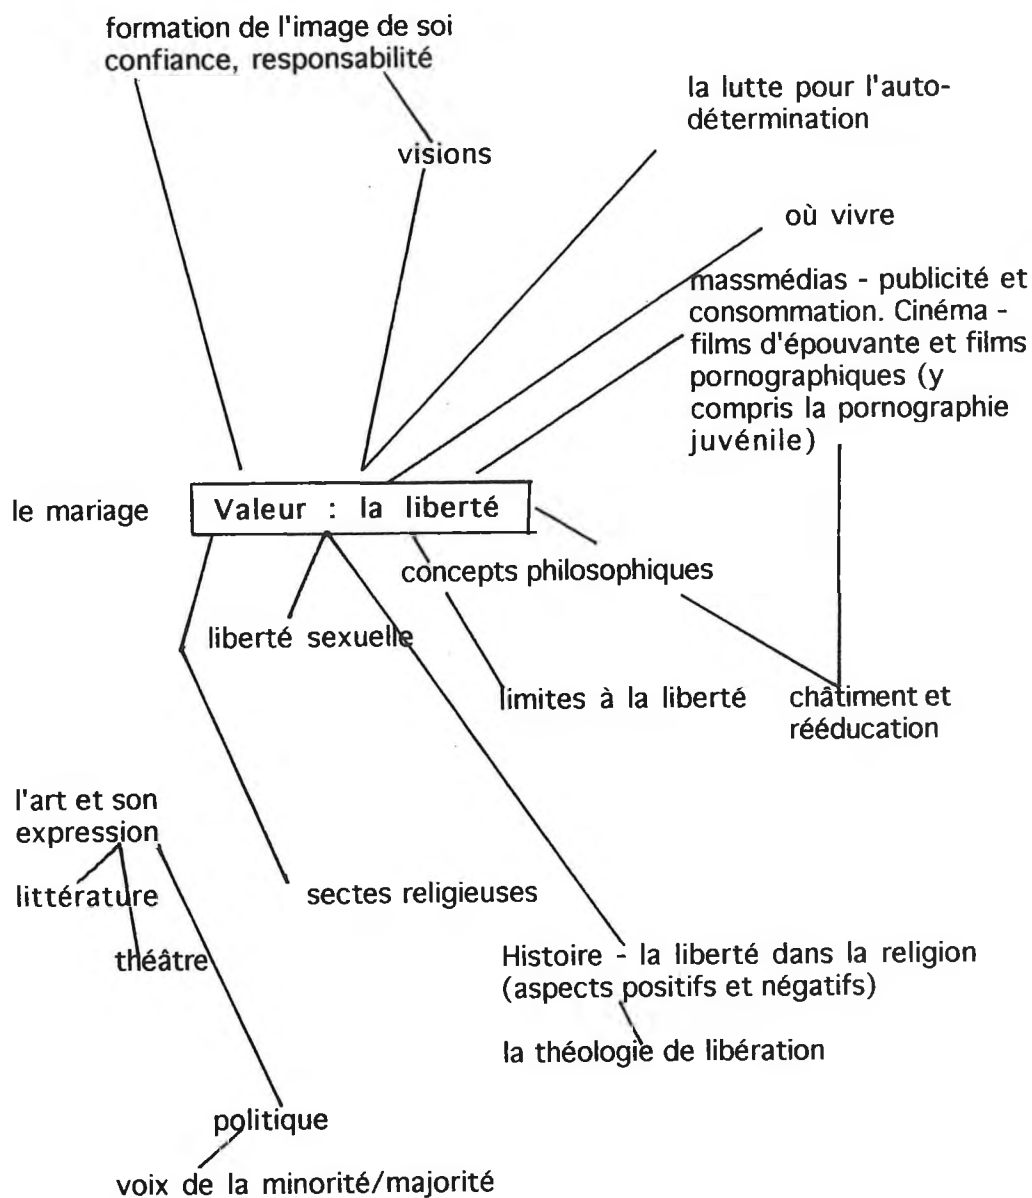 formation de l'image de soi
confiance, responsabilité
la lutte pour l'auto-
détermination
visions
où vivre
massmédias - publicité et
consommation. Cinéma -
films d'épouvante et films
pornographiques (y
compris la pornographie
juvénile)
le mariage
Valeur : la liberté
concepts philosophiques
liberté sexuelle
limites à la liberté
châtiment et
rééducation
l'art et son
expression
littérature
sectes religieuses
théâtre
Histoire - la liberté dans la religion
(aspects positifs et négatifs)
la théologie de libération
politique
voix de la minorité/majorité